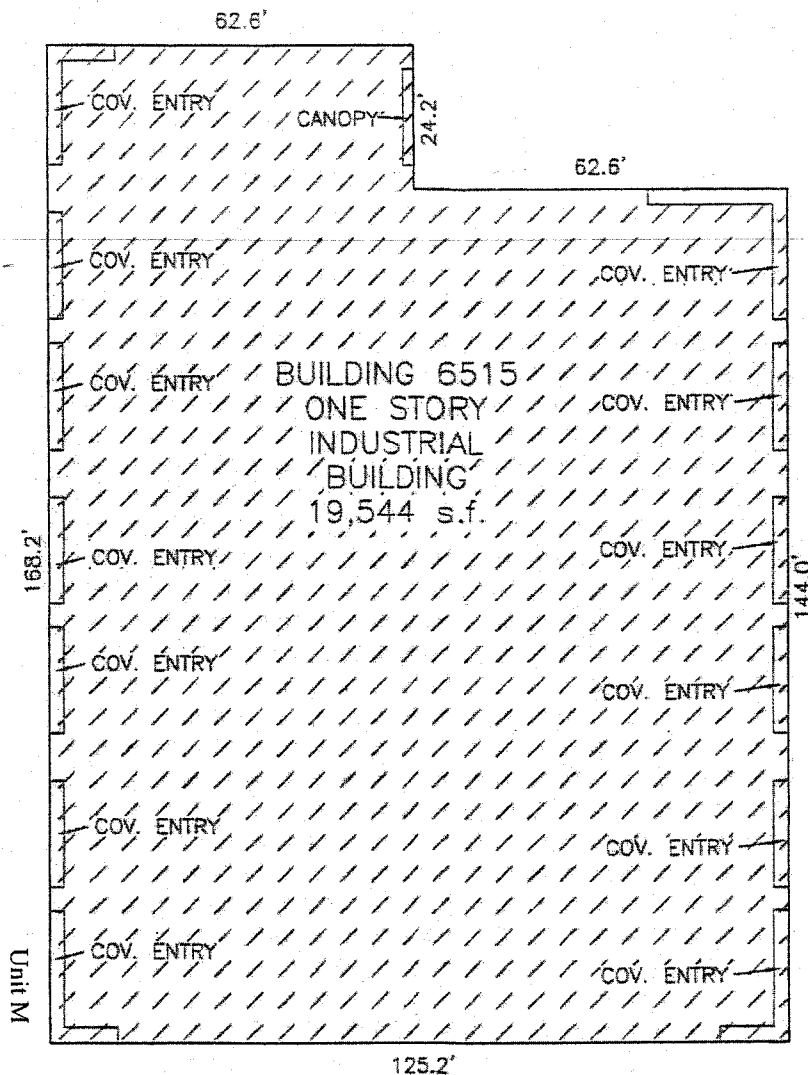 62.6'
COV. ENTRY
CANOPY
24.2'
62.6'
COV. ENTRY
COV. ENTRY
COV. ENTRY
COV. ENTRY
BUILDING 6515
ONE STORY
INDUSTRIAL
BUILDING
19,544 s.f.
COV. ENTRY
168.2'
COV. ENTRY
COV. ENTRY
144.0'
COV. ENTRY
COV. ENTRY
COV. ENTRY
COV. ENTRY
COV. ENTRY
COV. ENTRY
Unit M
125.2'